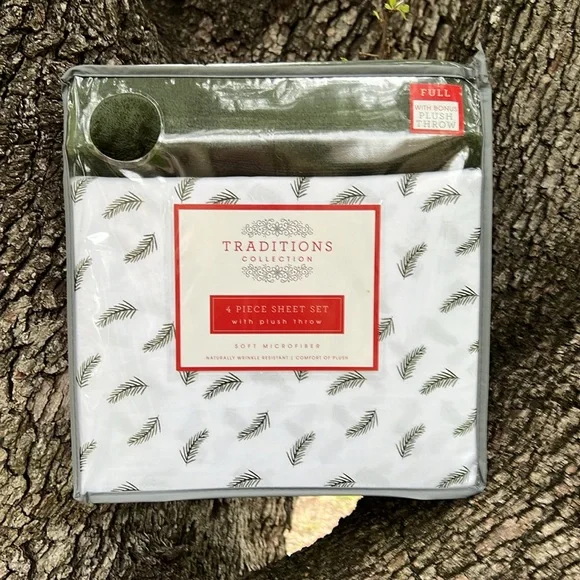 FULL
WITH BONUS
PLUSH
THROW
TRADITIONS
COLLECTION
4 PIECE SHEET SET
with plush throw
SOFT MICROFIBER
NATURALLY WRINKLE RESISTANT | COMFORT OF PLUSH